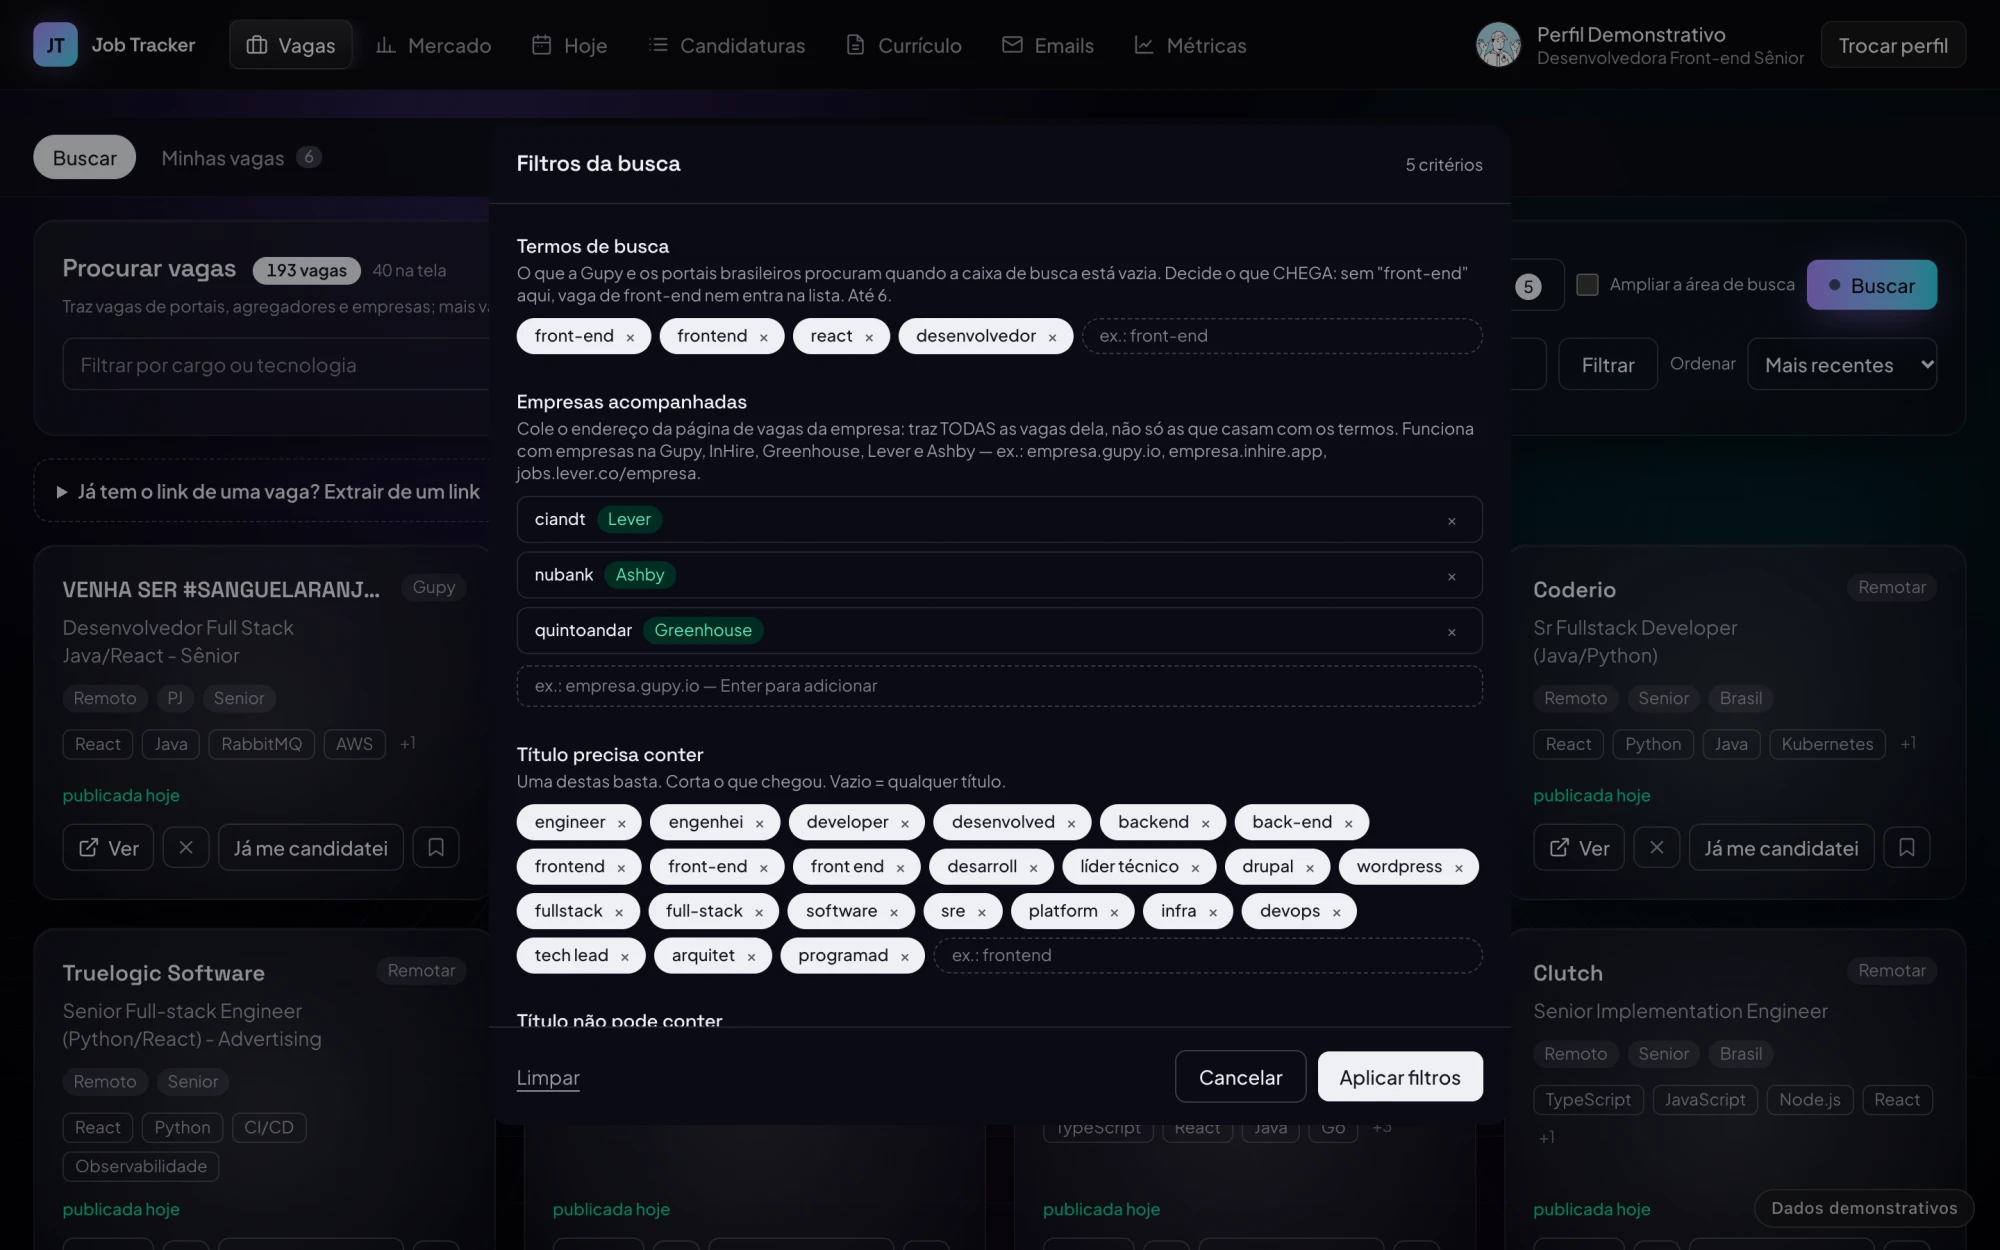 JT Job Tracker Vagas Mercado Hoje Candidaturas Currículo Emails Métricas Perfil Demonstrativo Trocar perfil
Desenvolvedora Front-end Sênior
Buscar Minhas vagas 6
Procurar vagas 193 vagas 40 na tela
Traz vagas de portais, agregadores e empresas; mais
Filtrar por cargo ou tecnologia
5 Ampliar a área de busca Buscar
Filtrar Ordenar Mais recentes
▶ Já tem o link de uma vaga? Extrair de um link
Filtros da busca 5 critérios
Termos de busca
O que a Gupy e os portais brasileiros procuram quando a caixa de busca está vazia. Decide o que CHEGA: sem "front-end"
aqui, vaga de front-end nem entra na lista. Até 6.
front-end × frontend × react × desenvolvedor × ex.: front-end
Empresas acompanhadas
Cole o endereço da página de vagas da empresa: traz TODAS as vagas dela, não só as que casam com os termos. Funciona
com empresas na Gupy, InHire, Greenhouse, Lever e Ashby — ex.: empresa.gupy.io, empresa.inhire.app,
jobs.lever.co/empresa.
ciandt Lever ×
nubank Ashby ×
quintoandar Greenhouse ×
ex.: empresa.gupy.io — Enter para adicionar
Título precisa conter
Uma destas basta. Corta o que chegou. Vazio = qualquer título.
engineer × engenhei × developer × desenvolved × backend × back-end ×
frontend × front-end × front end × desarroll × líder técnico × drupal × wordpress ×
fullstack × full-stack × software × sre × platform × infra × devops ×
tech lead × arquitet × programad × ex.: frontend
Título não pode conter
Limpar Cancelar Aplicar filtros
VENHA SER #SANGUELARANJ... Gupy
Desenvolvedor Full Stack
Java/React - Sênior
Remoto PJ Senior
React Java RabbitMQ AWS +1
publicada hoje
Ver × Já me candidatei
Coderio Remotar
Sr Fullstack Developer
(Java/Python)
Remoto Senior Brasil
React Python Java Kubernetes +1
publicada hoje
Ver × Já me candidatei
Truelogic Software Remotar
Senior Full-stack Engineer
(Python/React) - Advertising
Remoto Senior
React Python CI/CD
Observabilidade
publicada hoje
publicada hoje
TypeScript React Java Go +3
publicada hoje
Clutch Remotar
Senior Implementation Engineer
Remoto Senior Brasil
TypeScript JavaScript Node.js React
+1
publicada hoje
Dados demonstrativos